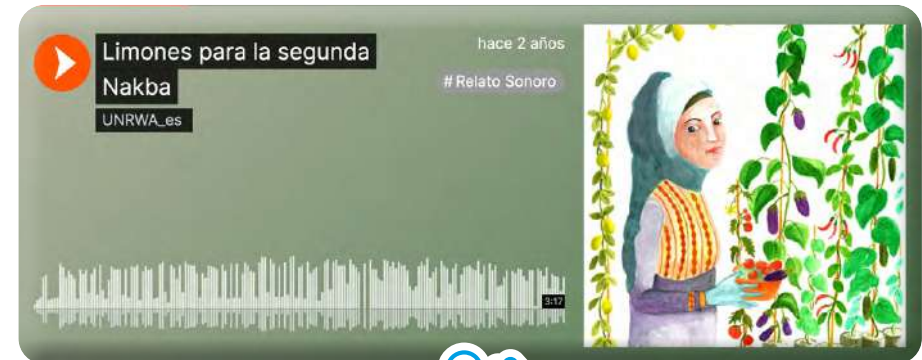 Limones para la segunda
Nakba
UNRWA_es
hace 2 años
# Relato Sonoro
3:17